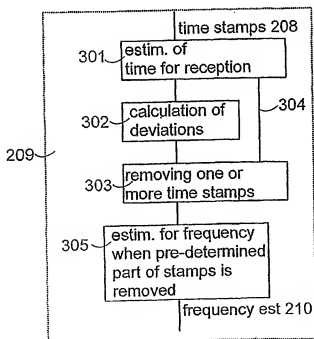 time stamps 208
301
estim. of
time for reception
302
calculation of
deviations
304
209
303
removing one or
more time stamps
305
estim. for frequency
when pre-determined
part of stamps is
removed
frequency est 210